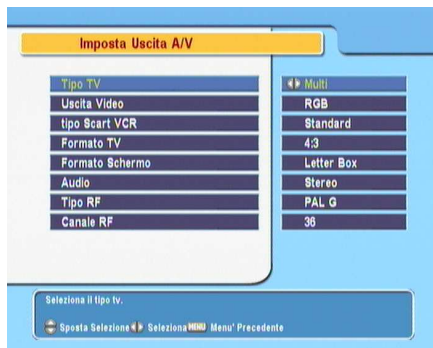 Imposta Uscita A/V
Tipo TV Multi
Uscita Video RGB
tipo Scart VCR Standard
Formato TV 4:3
Formato Schermo Letter Box
Audio Stereo
Tipo RF PAL G
Canale RF 36
Seleziona il tipo tv.
Sposta Selezione Seleziona MENU Menu' Precedente